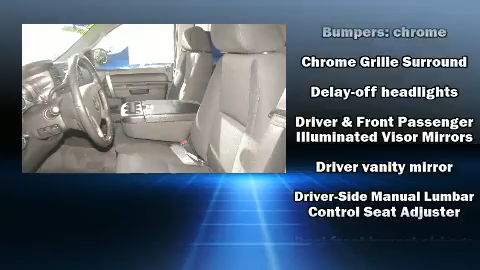 Bumpers: chrome
Chrome Grille Surround
Delay-off headlights
Driver & Front Passenger
Illuminated Visor Mirrors
Driver vanity mirror
Driver-Side Manual Lumbar
Control Seat Adjuster